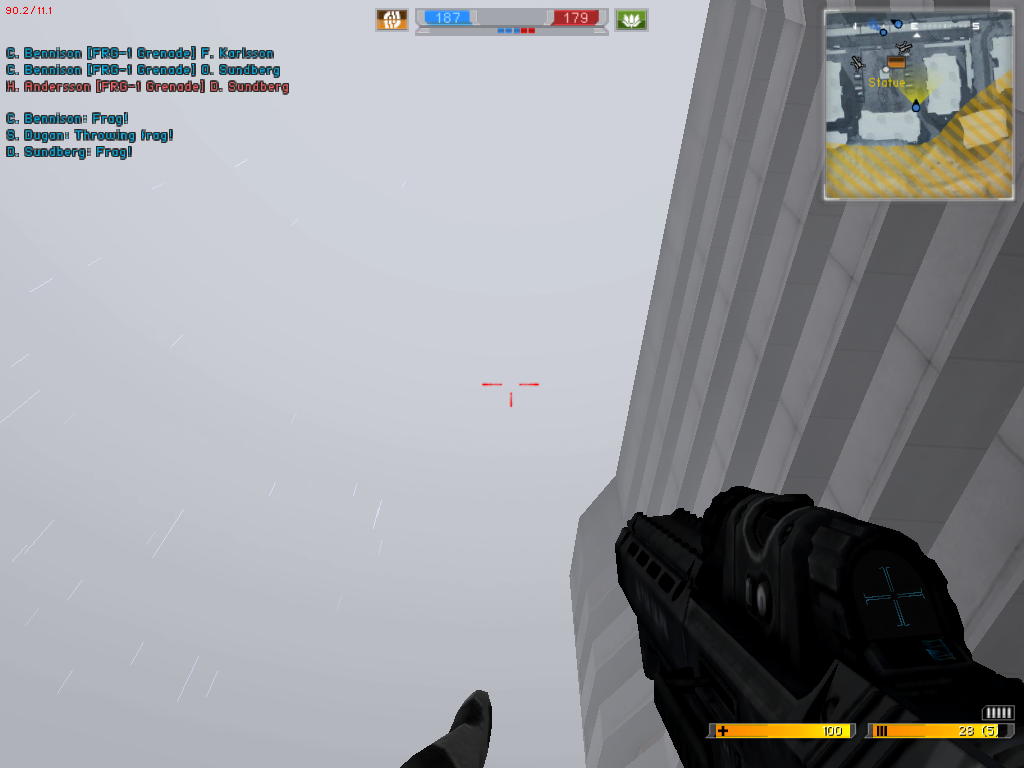 90.2/11.1
187
179
C. Bennison [FRG-1 Grenade] F. Karlsson
C. Bennison [FRG-1 Grenade] D. Sundberg
H. Andersson [FRG-1 Grenade] D. Sundberg
C. Bennison: Frag!
S. Dugan: Throwing frag!
D. Sundberg: Frag!
E
S
Statue
100
28 (5)